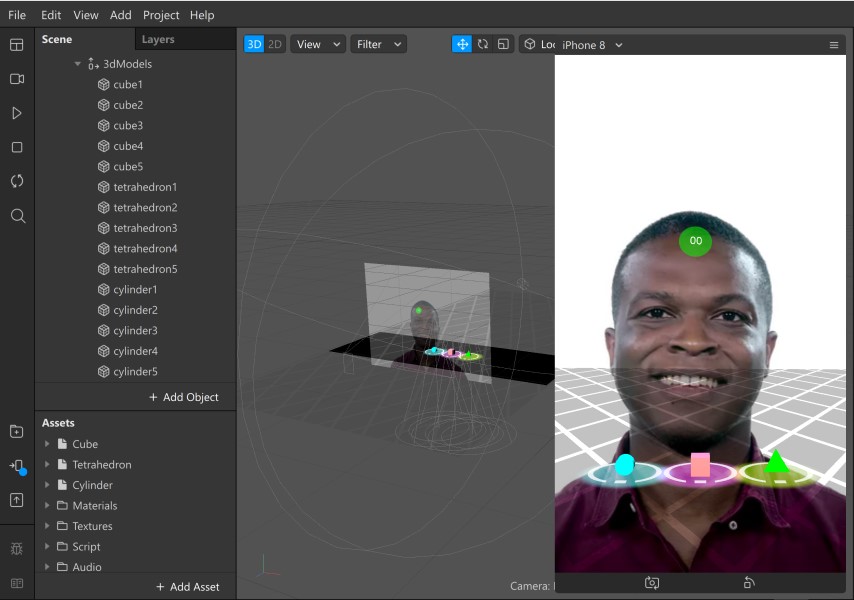 File Edit View Add Project Help
Scene Layers
3dModels
cube1
cube2
cube3
cube4
cube5
tetrahedron1
tetrahedron2
tetrahedron3
tetrahedron4
tetrahedron5
cylinder1
cylinder2
cylinder3
cylinder4
cylinder5
+ Add Object
Assets
Cube
Tetrahedron
Cylinder
Materials
Textures
Script
Audio
+ Add Asset
3D 2D View Filter
Camera:
iPhone 8
00